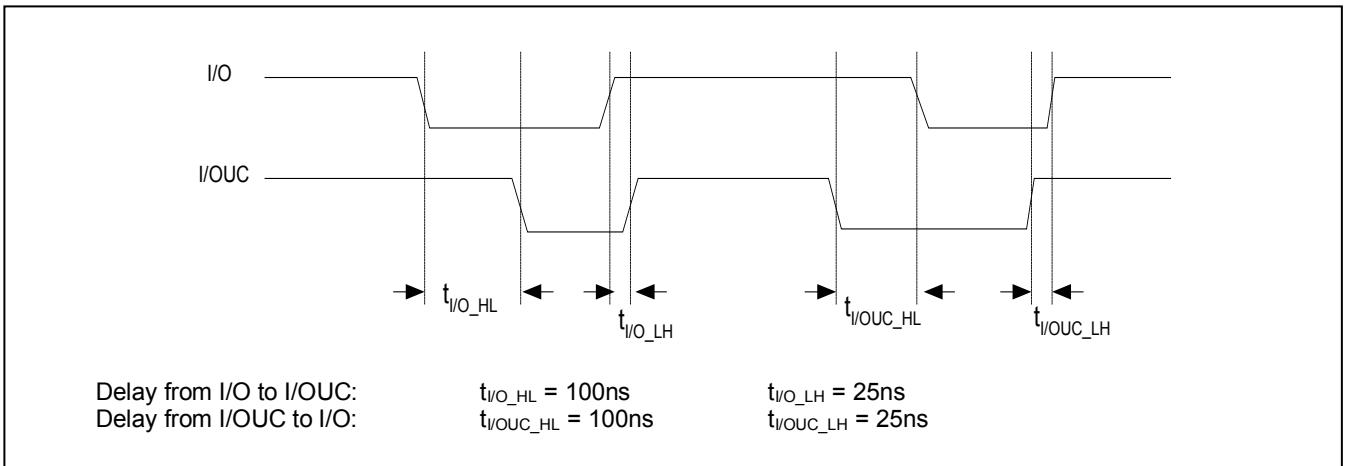 I/O
I/OUC
tI/O_HL
tI/O_LH
tI/OUC_HL
tI/OUC_LH
Delay from I/O to I/OUC: tI/O_HL = 100ns tI/O_LH = 25ns
Delay from I/OUC to I/O: tI/OUC_HL = 100ns tI/OUC_LH = 25ns